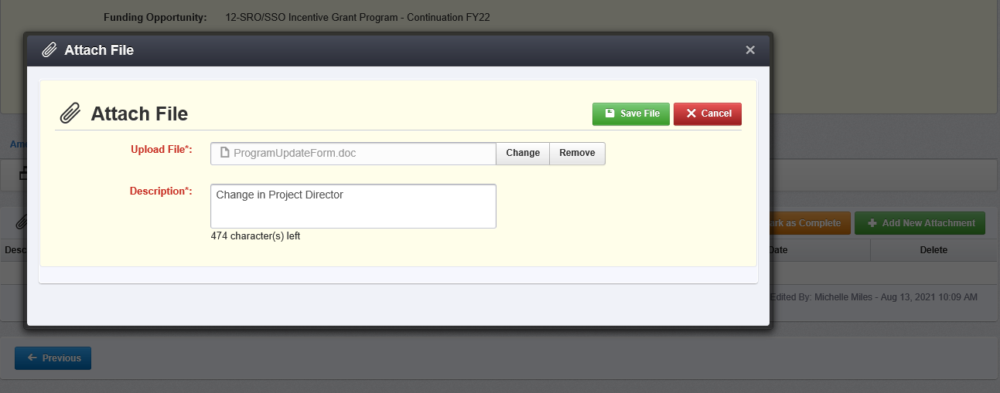 Funding Opportunity: 12-SRO/SSO Incentive Grant Program - Continuation FY22
Attach File ×
Attach File
Save File
Cancel
Upload File*: ProgramUpdateForm.doc Change Remove
Description*: Change in Project Director
474 character(s) left
Am
ark as Complete
Add New Attachment
Desc Date Delete
Edited By: Michelle Miles - Aug 13, 2021 10:09 AM
Previous